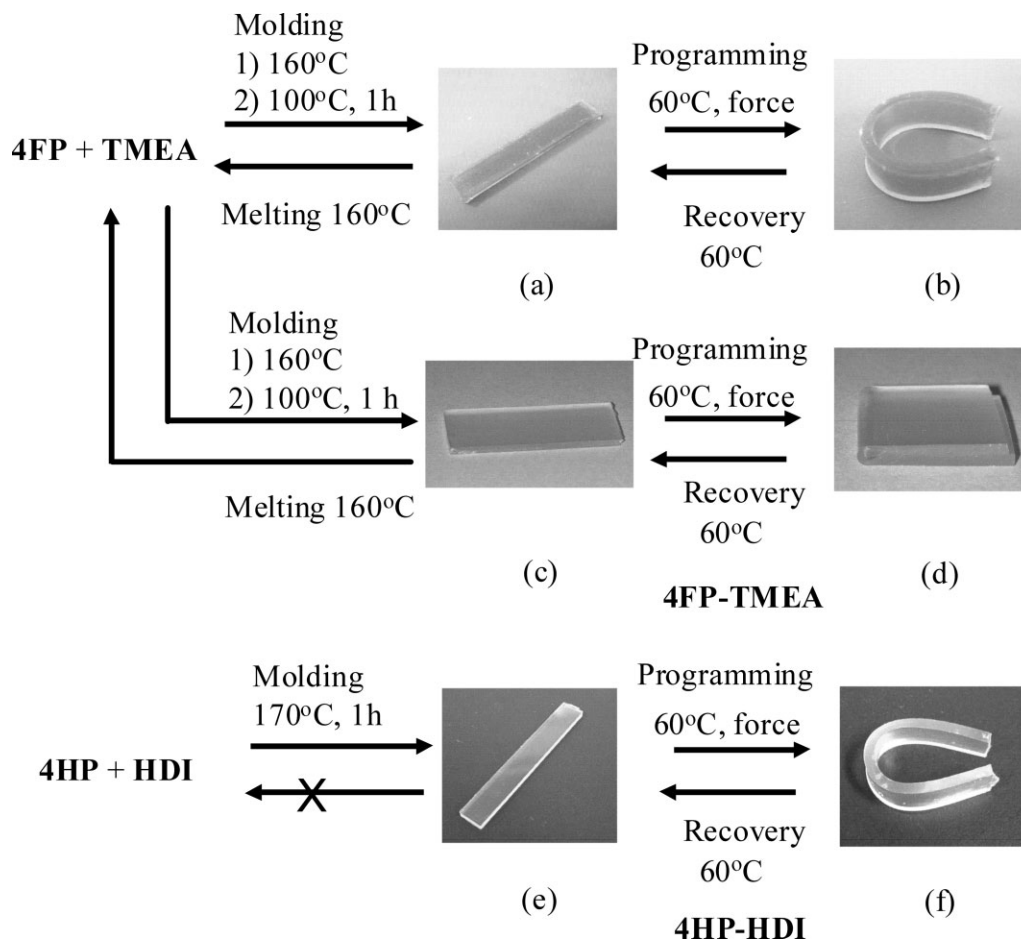 Molding
1) 160°C
2) 100°C, 1h
Programming
60°C, force
4FP + TMEA
Melting 160°C
Recovery
60°C
(a)
(b)
Molding
1) 160°C
2) 100°C, 1 h
Programming
60°C, force
Melting 160°C
Recovery
60°C
(c)
(d)
4FP-TMEA
Molding
170°C, 1h
Programming
60°C, force
4HP + HDI
X
Recovery
60°C
(e)
(f)
4HP-HDI